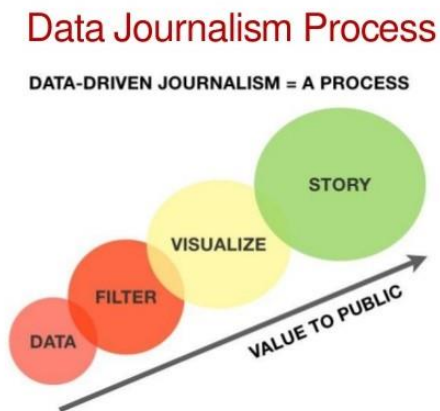 Data Journalism Process
DATA-DRIVEN JOURNALISM = A PROCESS
STORY
VISUALIZE
FILTER
DATA
VALUE TO PUBLIC